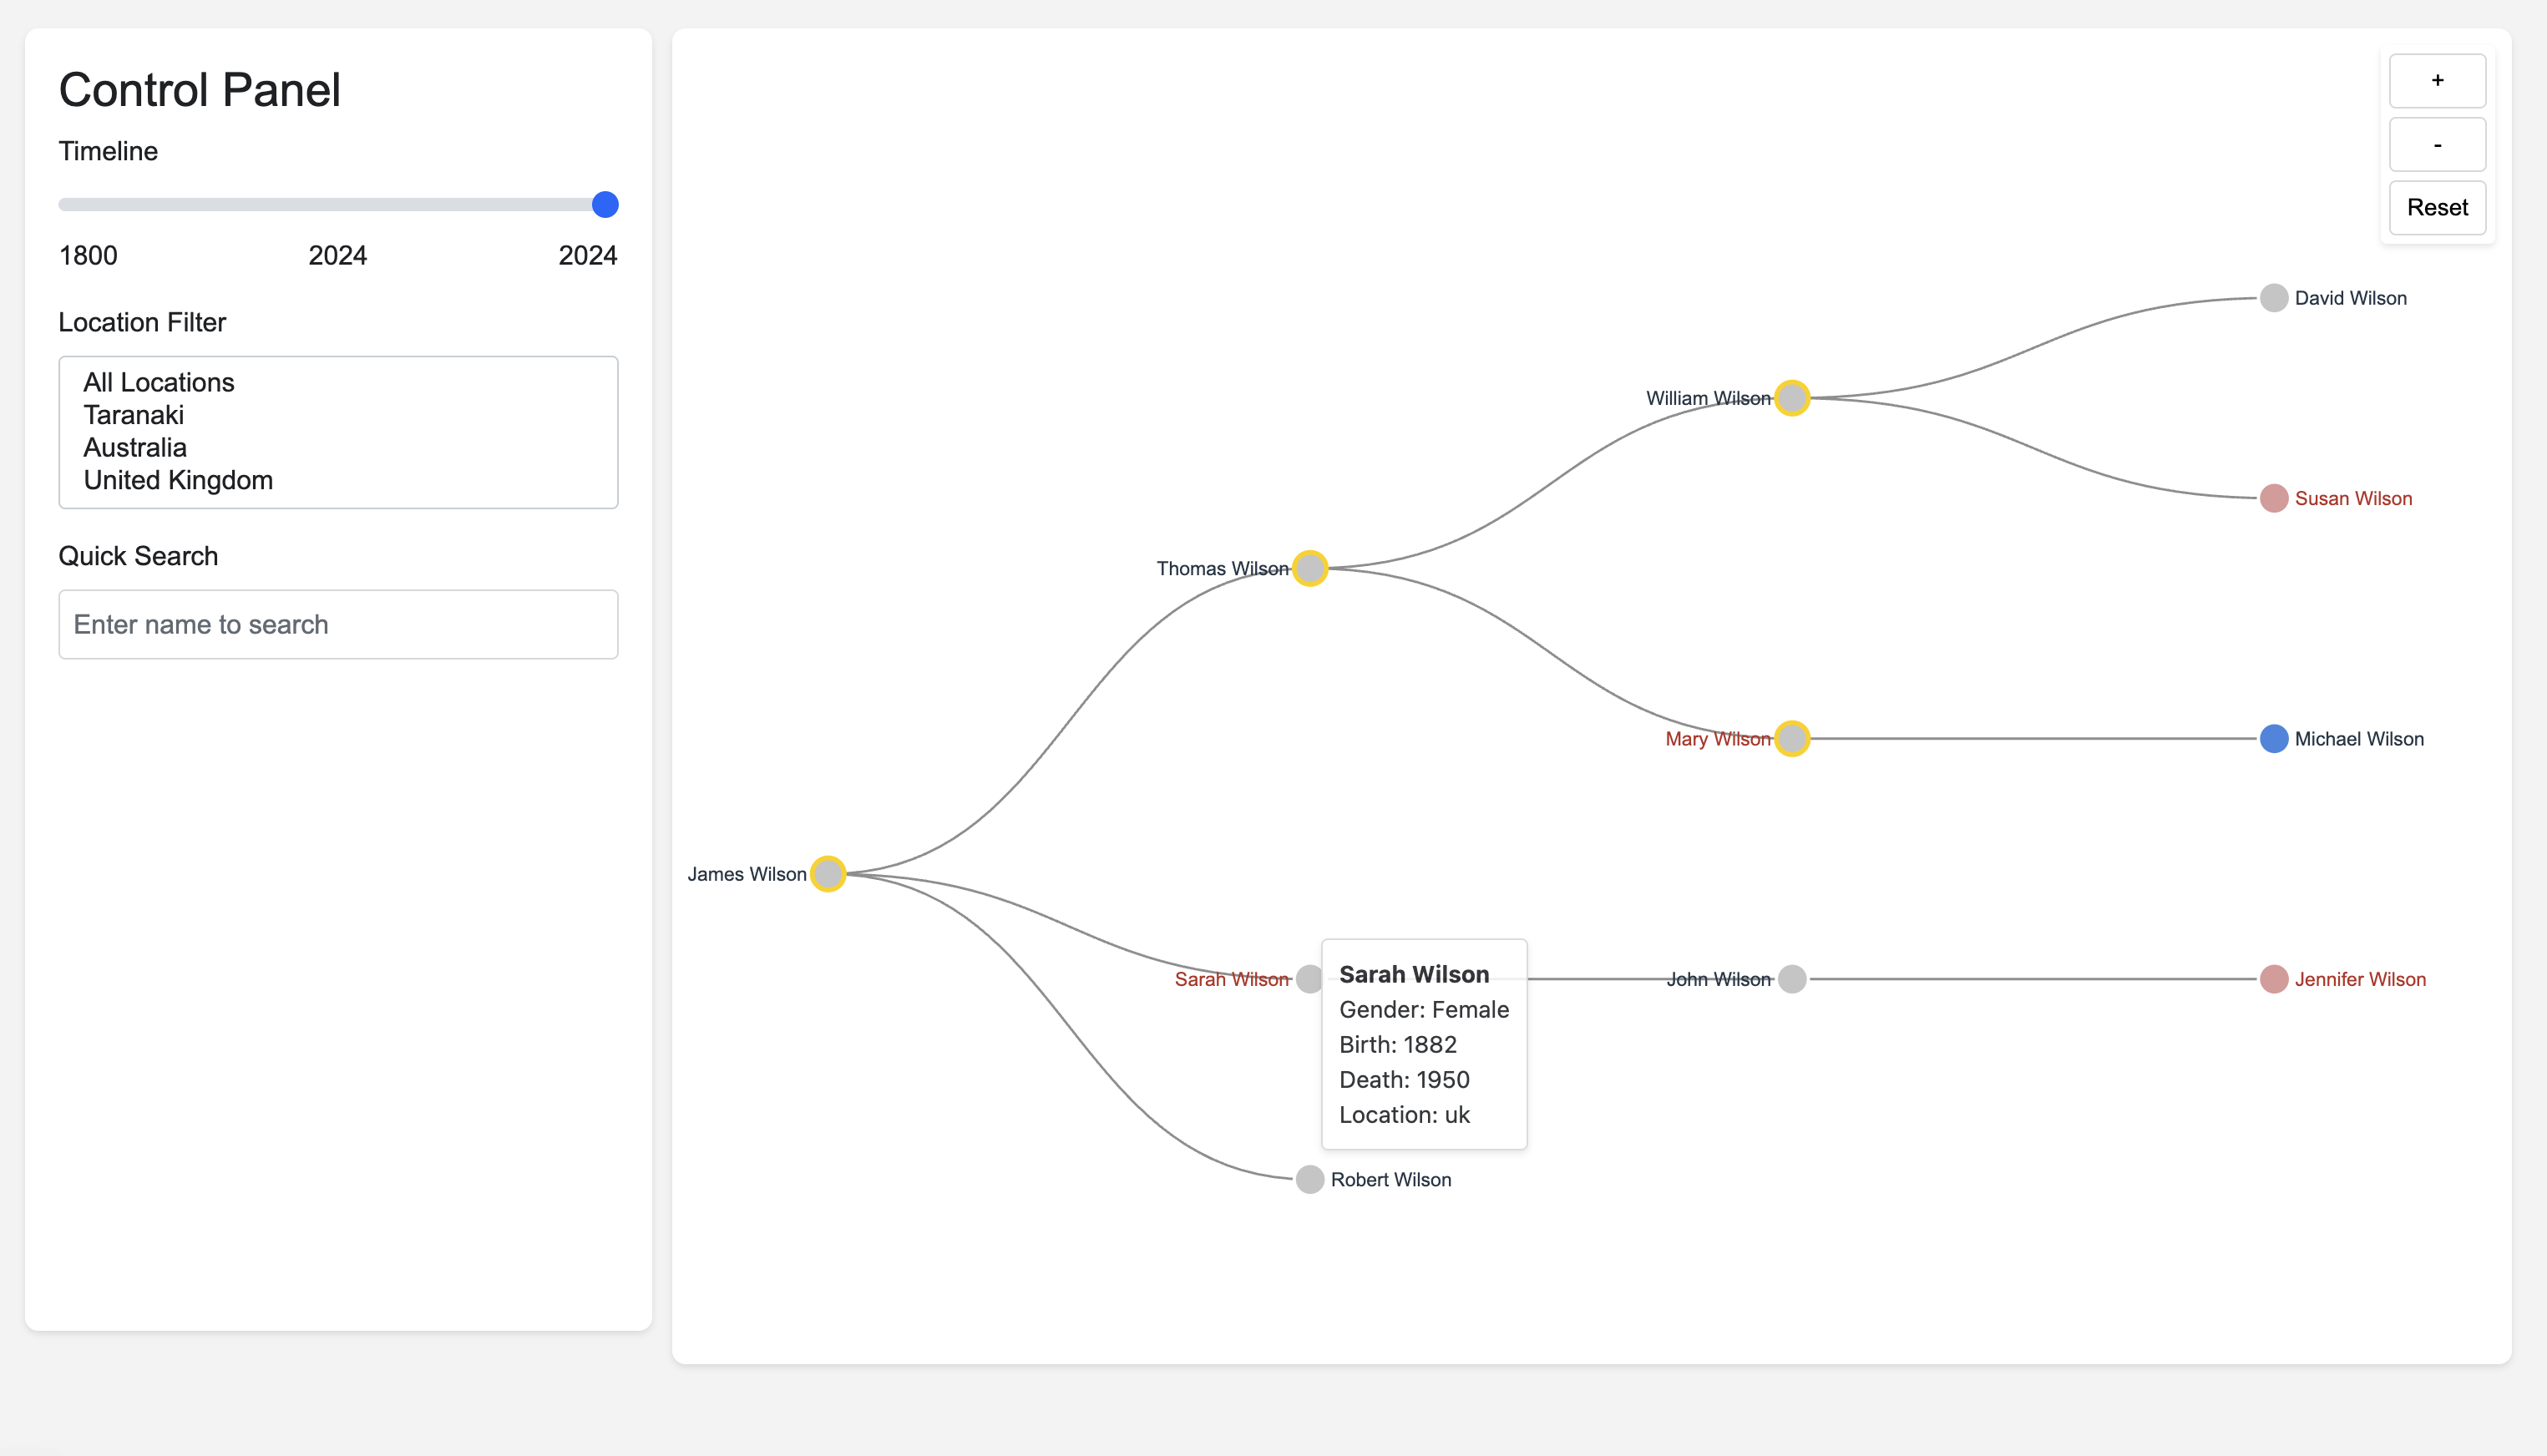 Control Panel
Timeline
1800 2024 2024
Location Filter
All Locations
Taranaki
Australia
United Kingdom
Quick Search
Enter name to search
+
-
Reset
David Wilson
William Wilson
Susan Wilson
Thomas Wilson
Mary Wilson
Michael Wilson
James Wilson
Sarah Wilson
Sarah Wilson
Gender: Female
Birth: 1882
Death: 1950
Location: uk
John Wilson
Jennifer Wilson
Robert Wilson